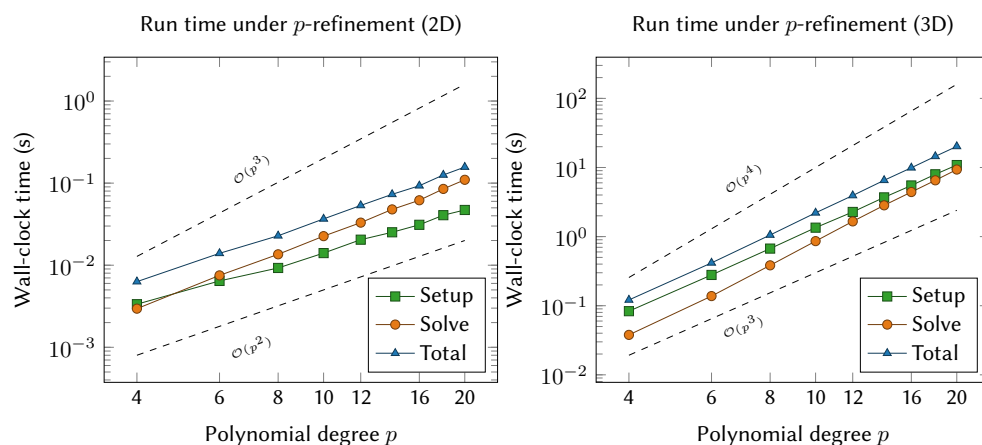 Run time under p-refinement (2D)
Wall-clock time (s)
10^0
10^-1
10^-2
10^-3
O(p^3)
O(p^2)
Setup
Solve
Total
4 6 8 10 12 16 20
Polynomial degree p
Run time under p-refinement (3D)
Wall-clock time (s)
10^2
10^1
10^0
10^-1
10^-2
O(p^4)
O(p^3)
Setup
Solve
Total
4 6 8 10 12 16 20
Polynomial degree p